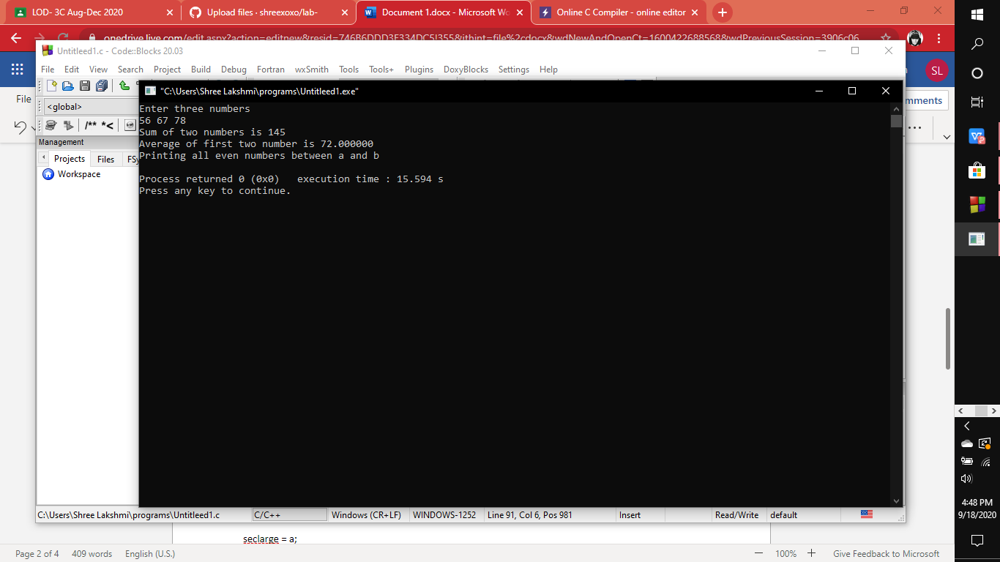 LOD- 3C Aug-Dec 2020
Upload files · shreexoxo/lab-
Document 1.docx - Microsoft Wo
Online C Compiler - online editor
onedrive.live.com/edit.aspx?action=editnew&resid=746B6DDD3F334DC5!355&ithint=file%2cdocx&wdNewAndOpenCt=1600422688568&wdPreviousSession=3906c06
Untitleed1.c - Code::Blocks 20.03
File Edit View Search Project Build Debug Fortran wxSmith Tools Tools+ Plugins DoxyBlocks Settings Help
SL
File
mments
<global>
/** *<
Management
Projects Files FSy
Workspace
"C:\Users\Shree Lakshmi\programs\Untitleed1.exe"
Enter three numbers
56 67 78
Sum of two numbers is 145
Average of first two number is 72.000000
Printing all even numbers between a and b
Process returned 0 (0x0)   execution time : 15.594 s
Press any key to continue.
C:\Users\Shree Lakshmi\programs\Untitleed1.c C/C++ Windows (CR+LF) WINDOWS-1252 Line 91, Col 6, Pos 981 Insert Read/Write default
seclarge = a;
Page 2 of 4 409 words English (U.S.) 100% Give Feedback to Microsoft
4:48 PM
9/18/2020